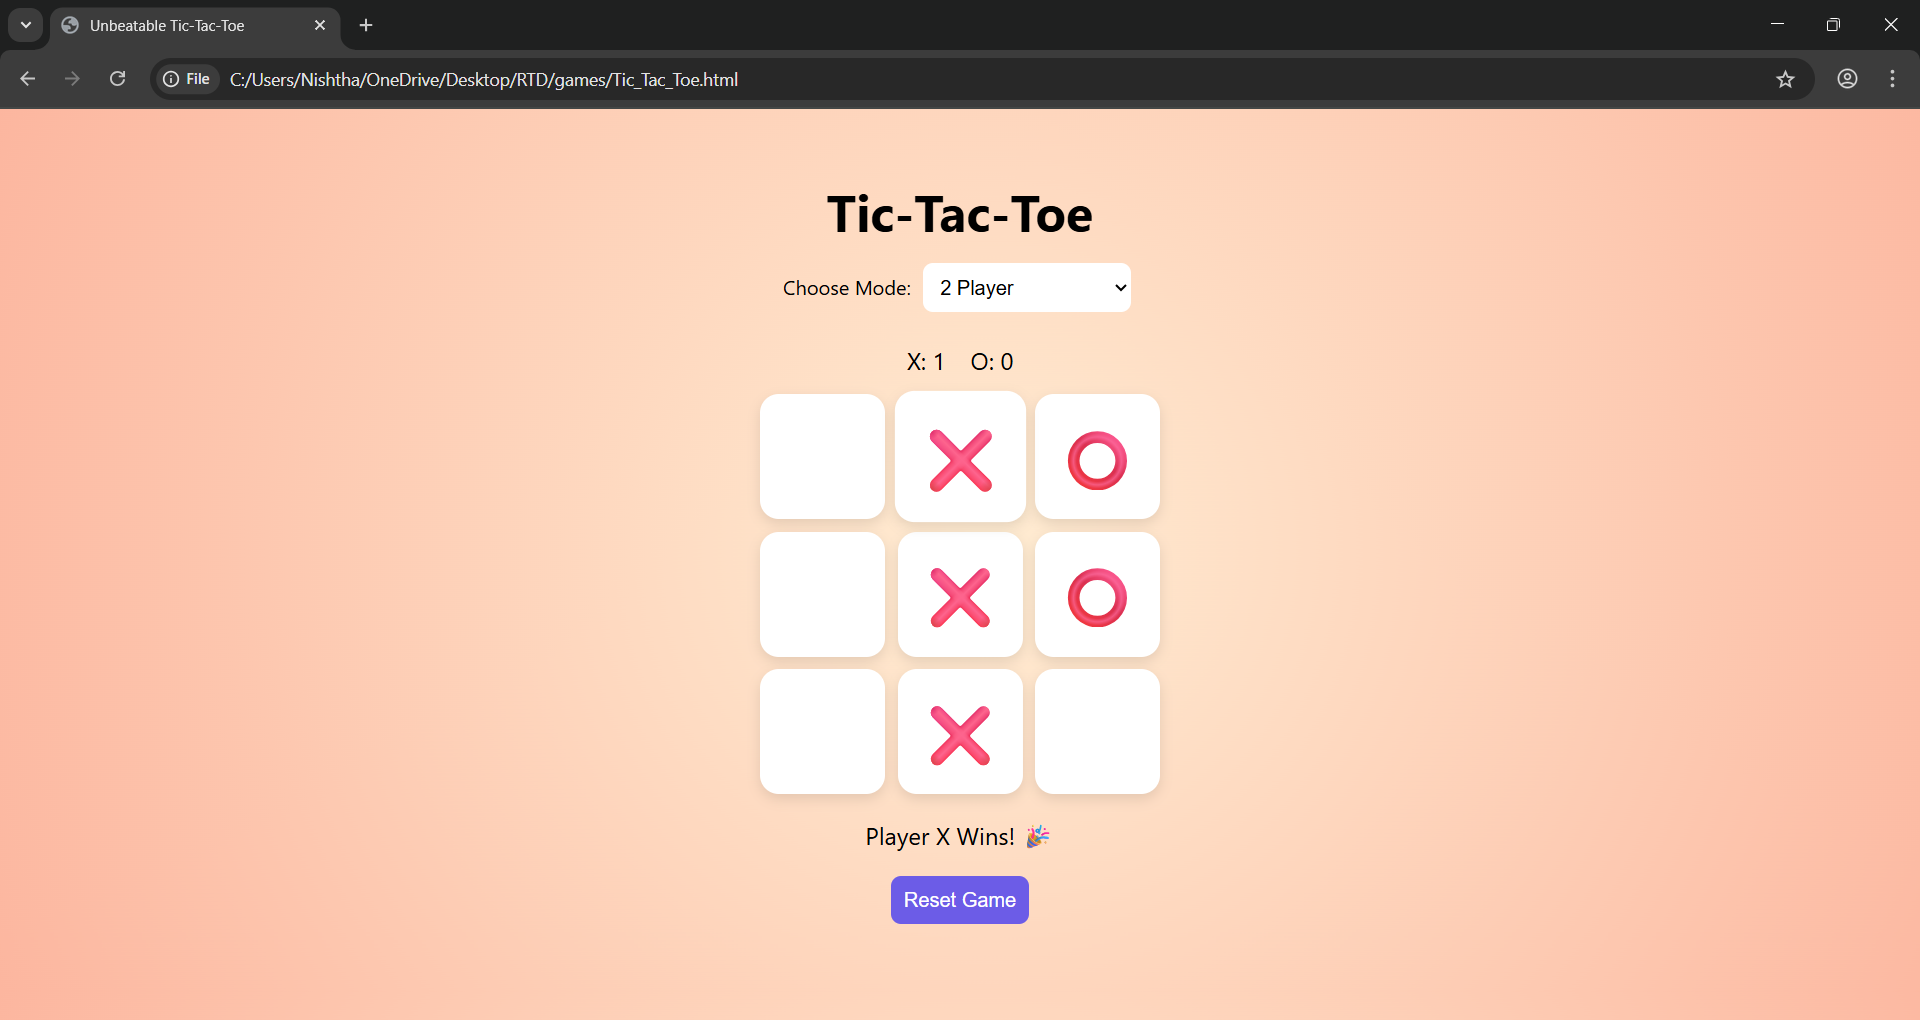 Unbeatable Tic-Tac-Toe
File C:/Users/Nishtha/OneDrive/Desktop/RTD/games/Tic_Tac_Toe.html
Tic-Tac-Toe
Choose Mode: 2 Player
X: 1 O: 0
❌ ⭕
❌ ⭕
❌
Player X Wins! 🎉
Reset Game